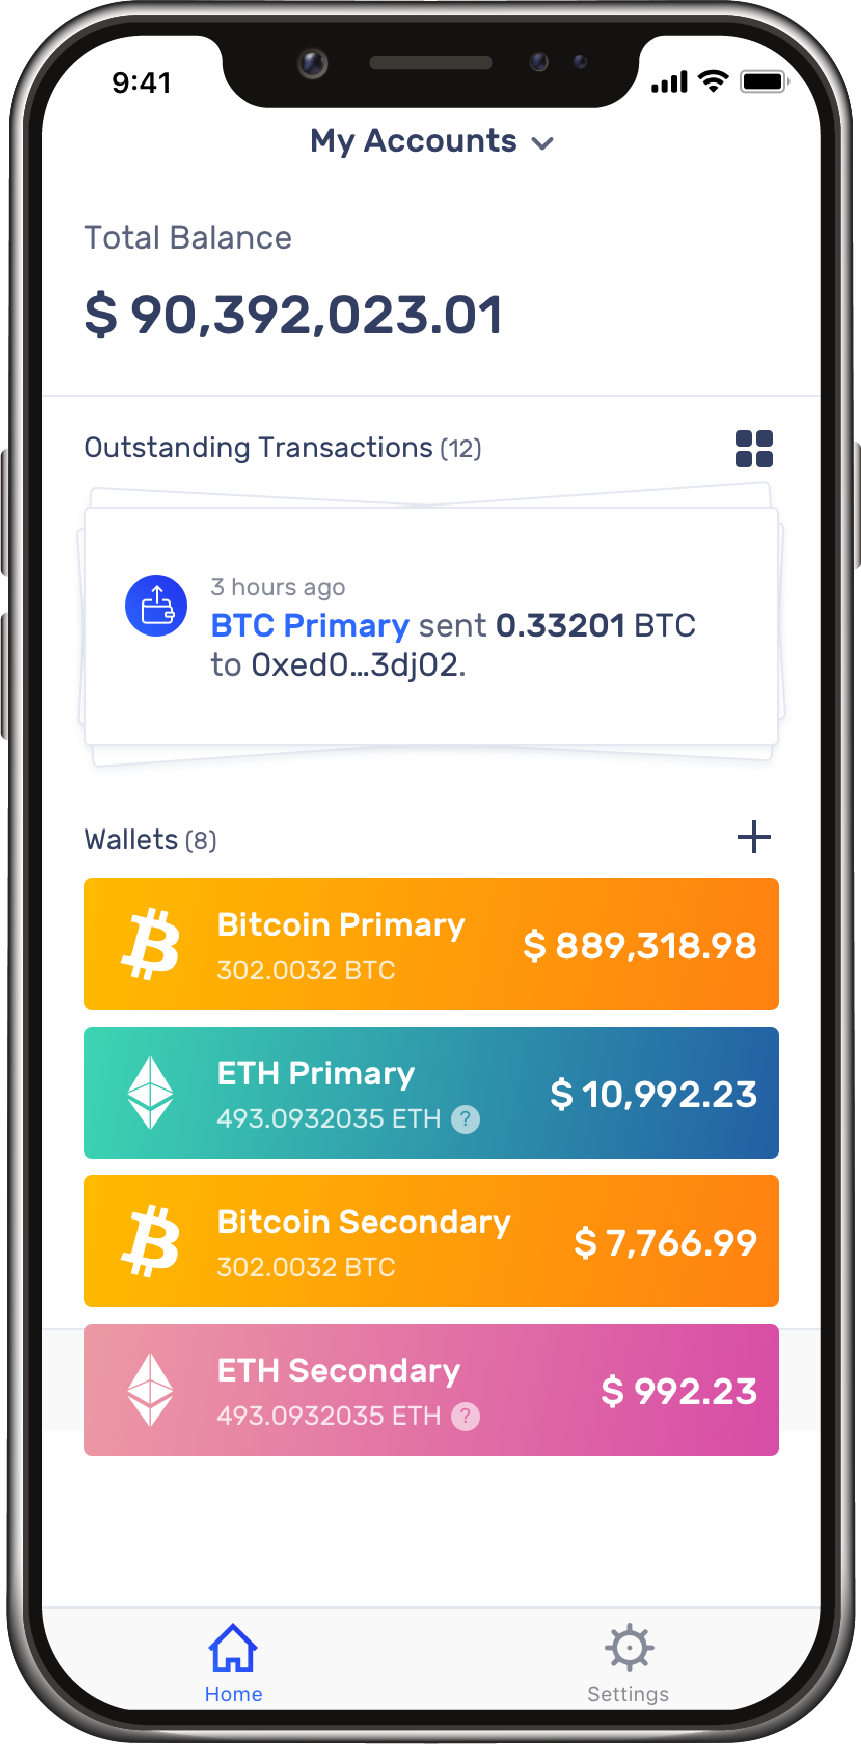 9:41
My Accounts
Total Balance
$ 90,392,023.01
Outstanding Transactions (12)
3 hours ago
BTC Primary sent 0.33201 BTC
to 0xed0...3dj02.
Wallets (8)
Bitcoin Primary
$ 889,318.98
302.0032 BTC
ETH Primary
$ 10,992.23
493.0932035 ETH ?
Bitcoin Secondary
$ 7,766.99
302.0032 BTC
ETH Secondary
$ 992.23
493.0932035 ETH ?
Home
Settings